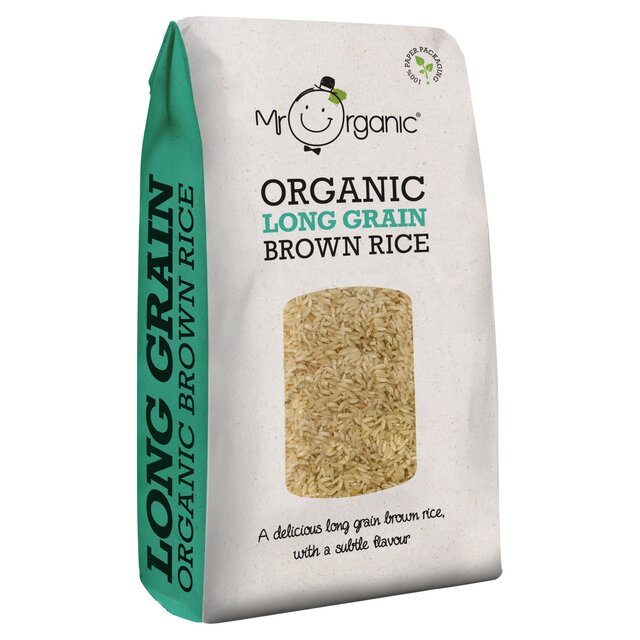 100% PAPER PACKAGING
Mr Organic®
ORGANIC
LONG GRAIN
BROWN RICE
A delicious long grain brown rice,
with a subtle flavour
LONG GRAIN
ORGANIC BROWN RICE